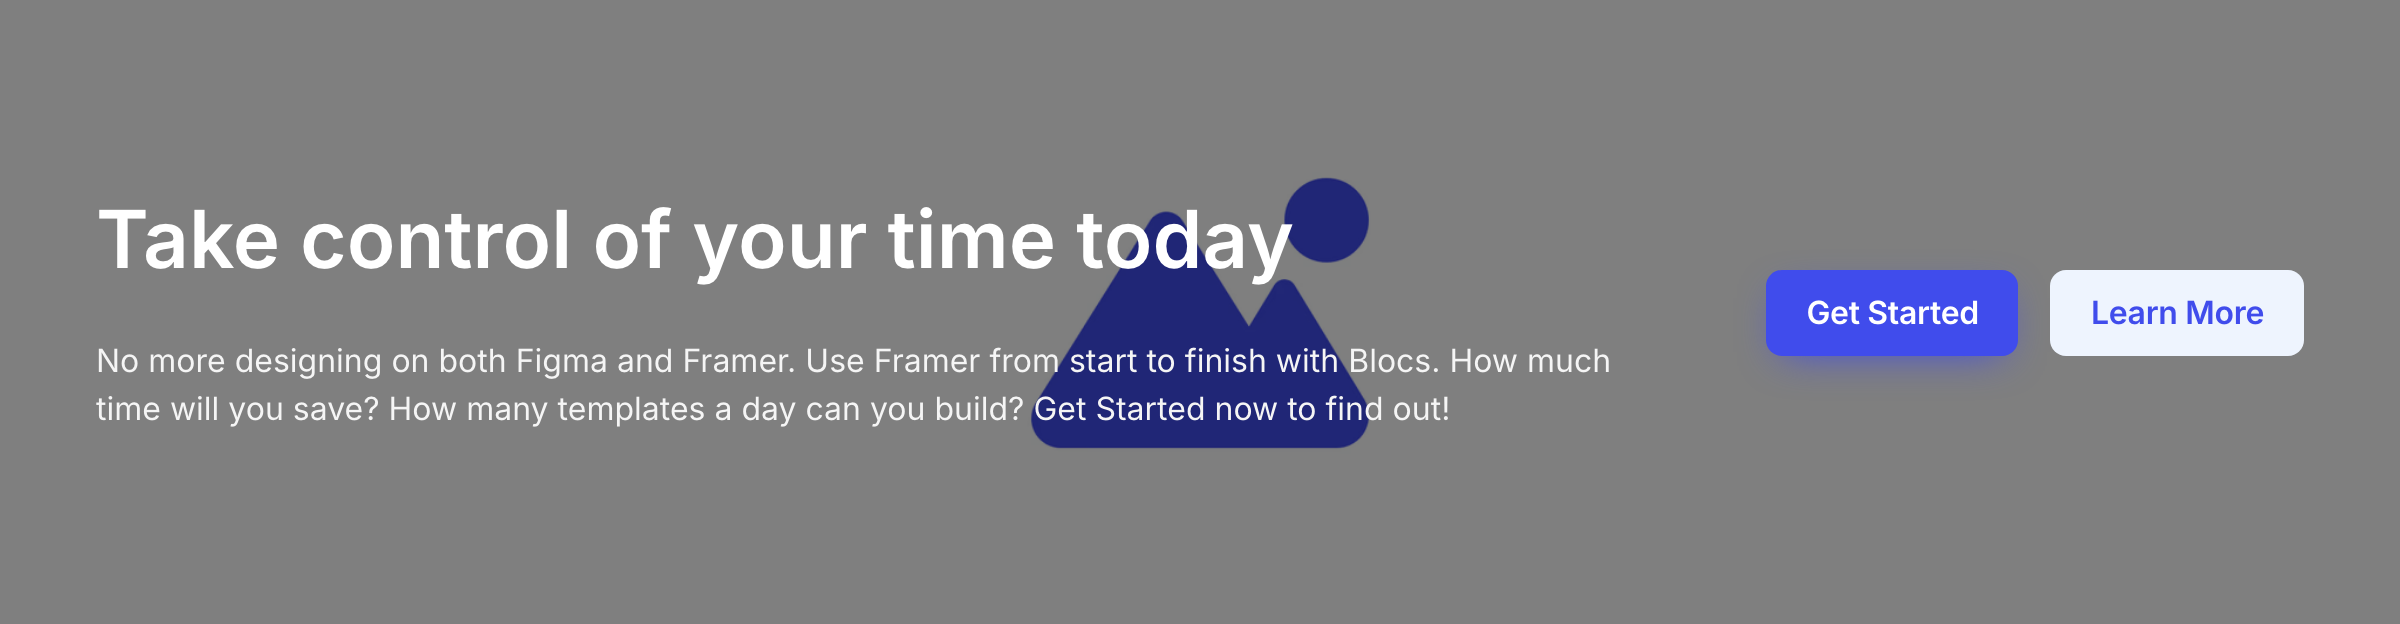 Take control of your time today
No more designing on both Figma and Framer. Use Framer from start to finish with Blocs. How much
time will you save? How many templates a day can you build? Get Started now to find out!
Get Started
Learn More